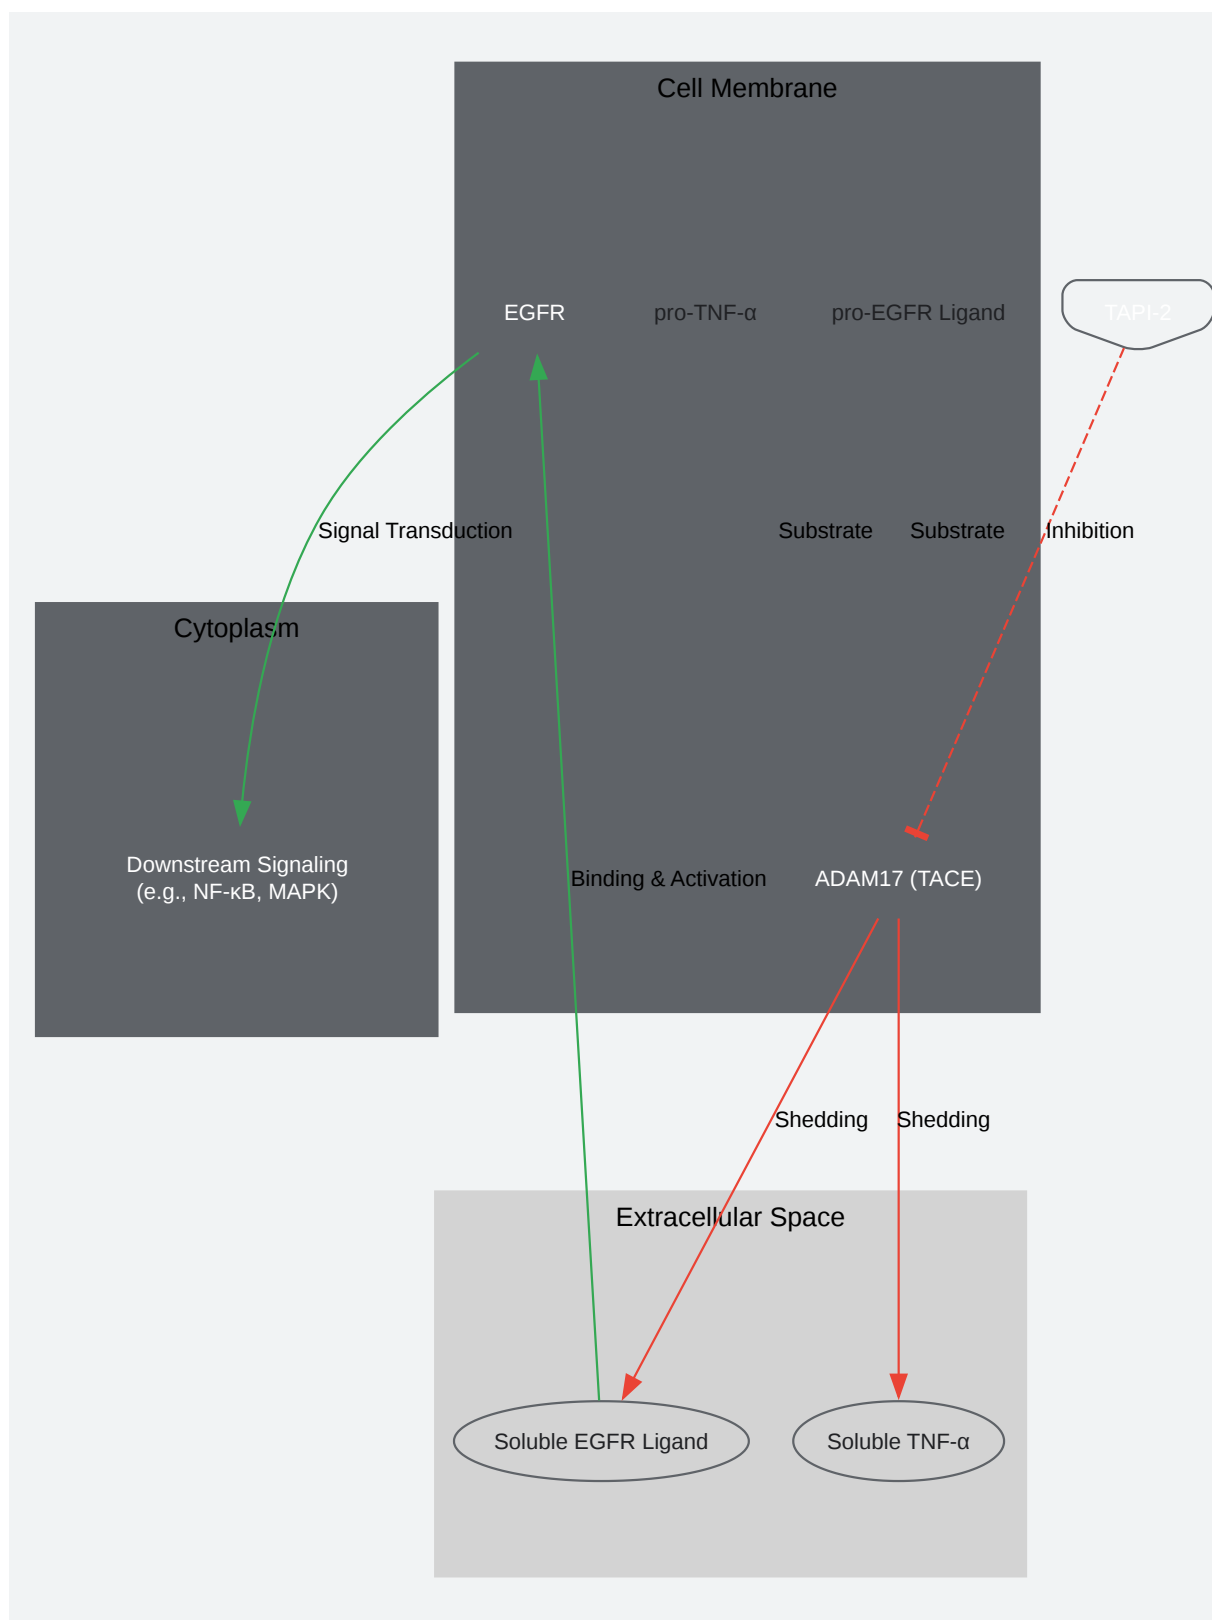 Cell Membrane
EGFR
pro-TNF-α
pro-EGFR Ligand
TAPI-2
Signal Transduction
Substrate
Substrate
Inhibition
Cytoplasm
Downstream Signaling
(e.g., NF-κB, MAPK)
Binding & Activation
ADAM17 (TACE)
Shedding
Shedding
Extracellular Space
Soluble EGFR Ligand
Soluble TNF-α